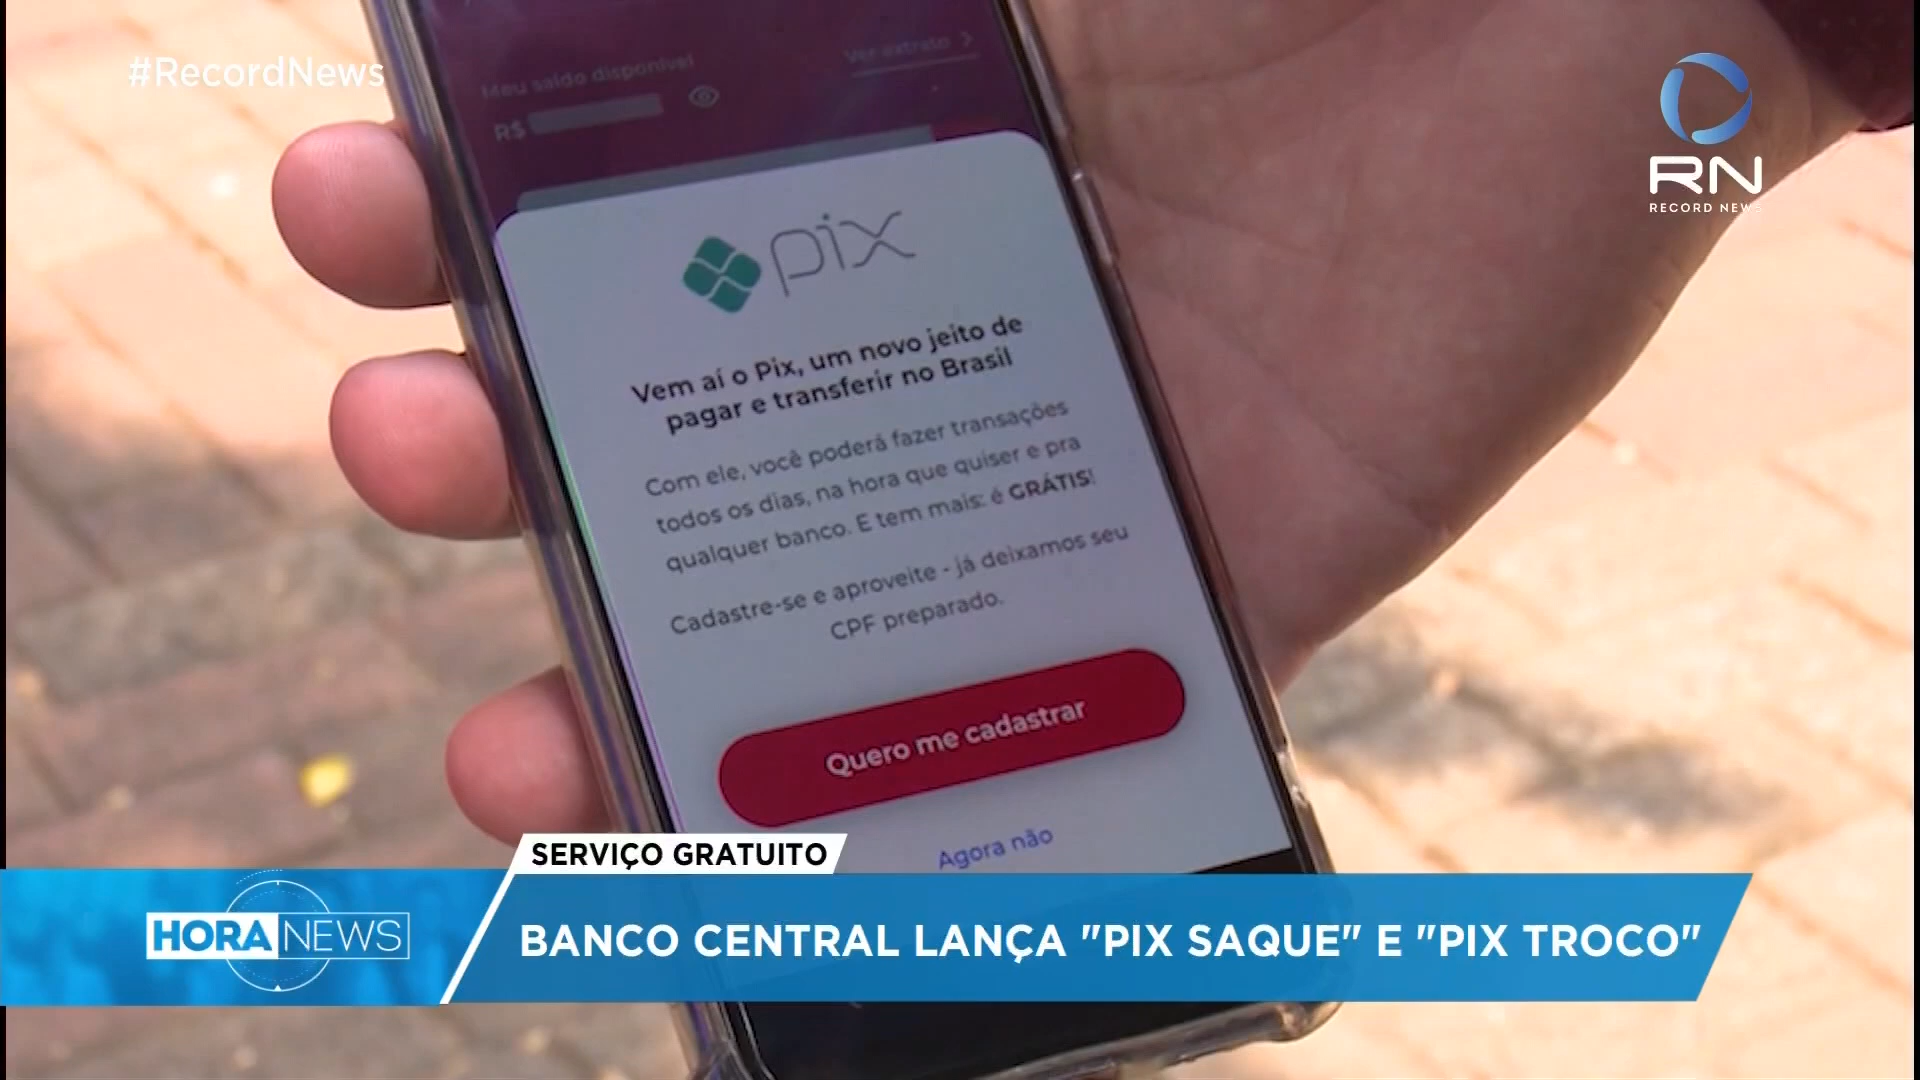 #RecordNews
Meu saldo disponível
Ver extrato
R$
RN
RECORD NEWS
pix
Vem aí o Pix, um novo jeito de
pagar e transferir no Brasil
Com ele, você poderá fazer transações
todos os dias, na hora que quiser e pra
qualquer banco. E tem mais: é GRÁTIS!
Cadastre-se e aproveite - já deixamos seu
CPF preparado.
Quero me cadastrar
Agora não
SERVIÇO GRATUITO
HORA NEWS
BANCO CENTRAL LANÇA "PIX SAQUE" E "PIX TROCO"